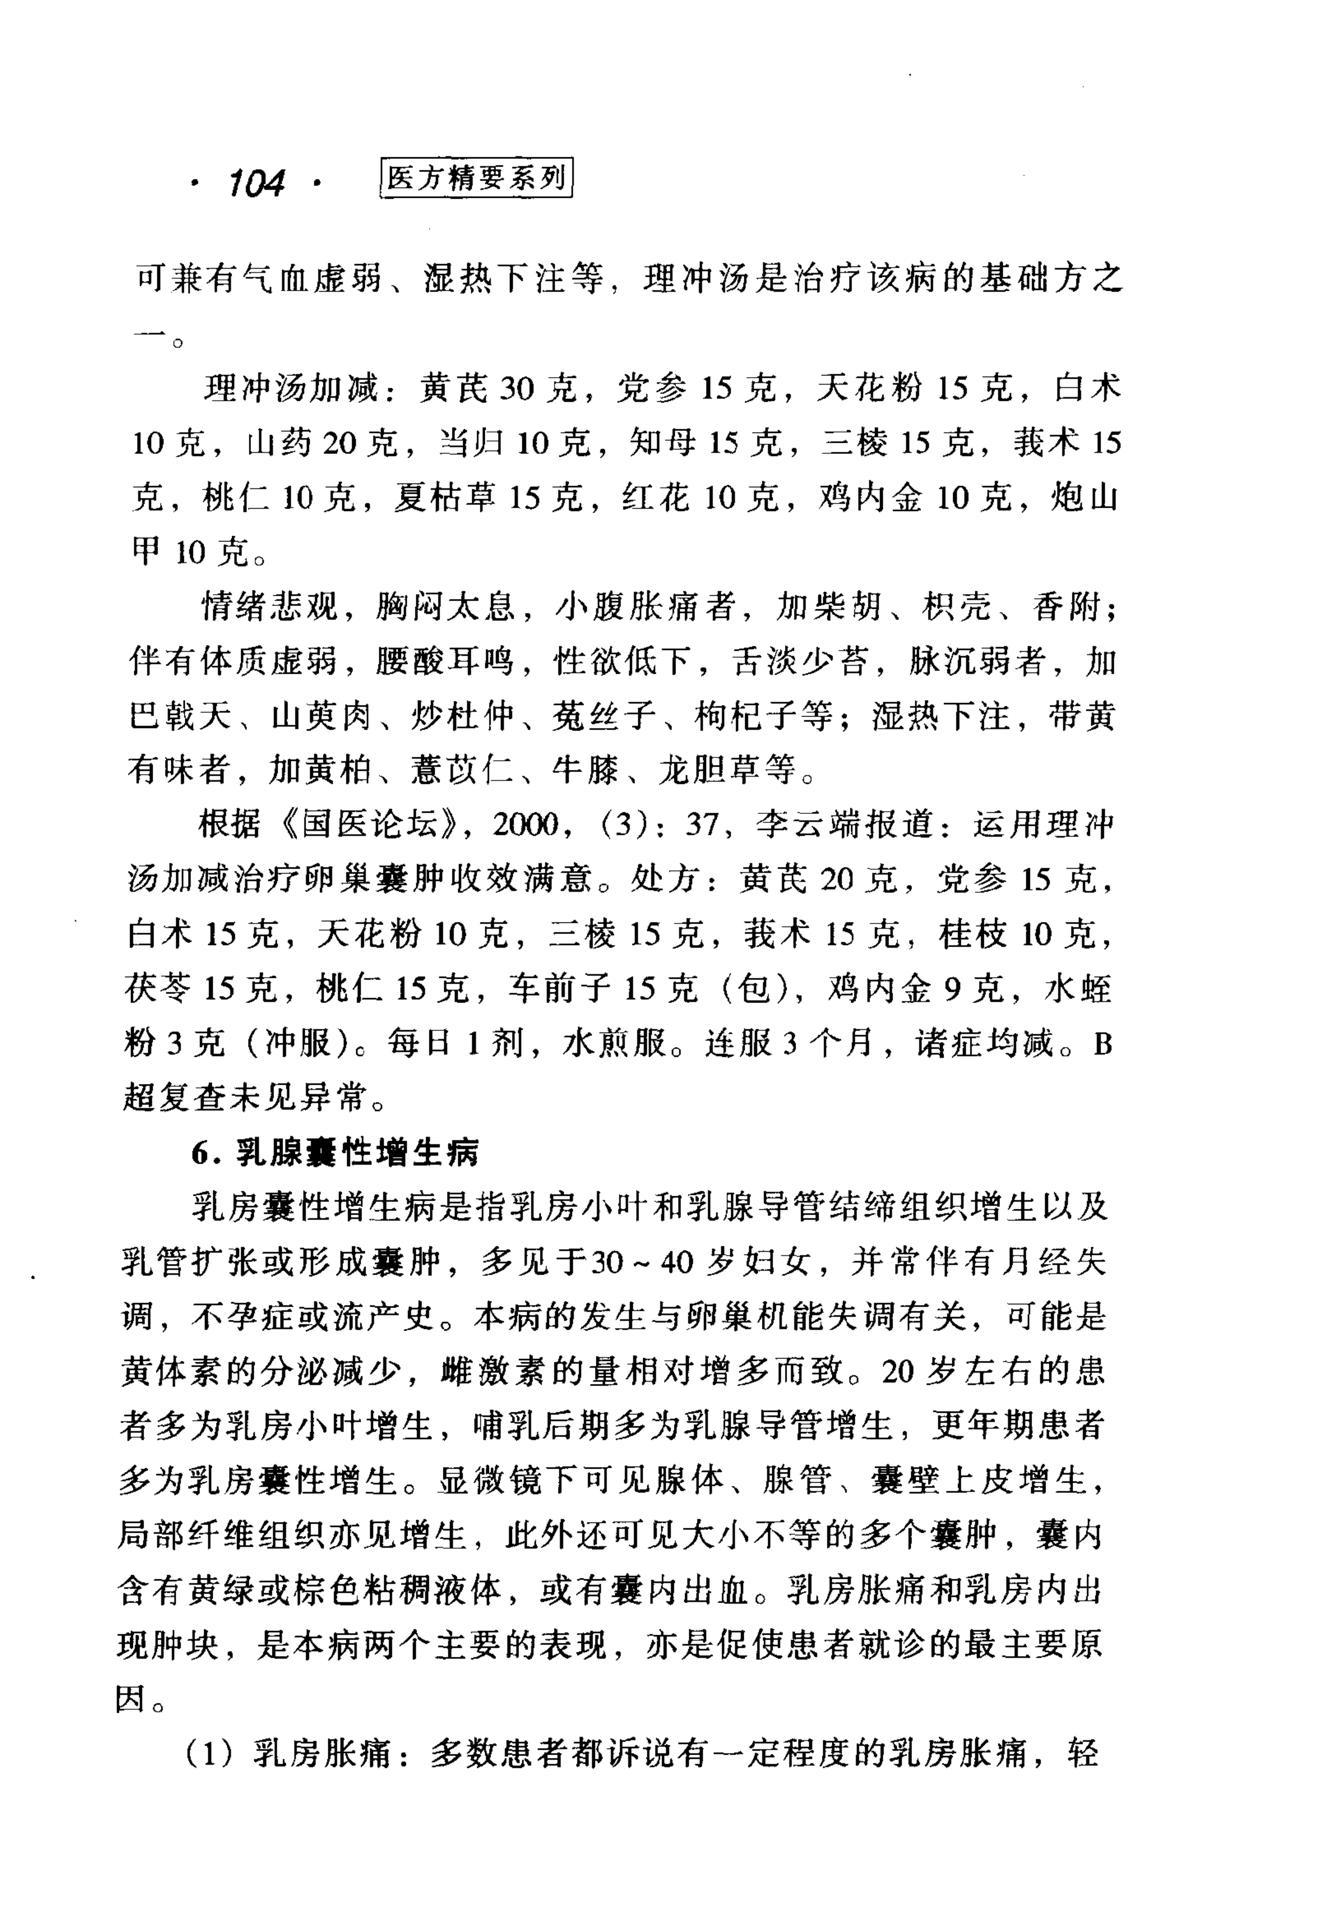 · 104 · 医方精要系列
可兼有气血虚弱、湿热下注等，理冲汤是治疗该病的基础方之
一。
理冲汤加减：黄芪 30 克，党参 15 克，天花粉 15 克，白术
10 克，山药 20 克，当归 10 克，知母 15 克，三棱 15 克，莪术 15
克，桃仁 10 克，夏枯草 15 克，红花 10 克，鸡内金 10 克，炮山
甲 10 克。
情绪悲观，胸闷太息，小腹胀痛者，加柴胡、枳壳、香附；
伴有体质虚弱，腰酸耳鸣，性欲低下，舌淡少苔，脉沉弱者，加
巴戟天、山萸肉、炒杜仲、菟丝子、枸杞子等；湿热下注，带黄
有味者，加黄柏、薏苡仁、牛膝、龙胆草等。
根据《国医论坛》，2000，（3）：37，李云端报道：运用理冲
汤加减治疗卵巢囊肿收效满意。处方：黄芪 20 克，党参 15 克，
白术 15 克，天花粉 10 克，三棱 15 克，莪术 15 克，桂枝 10 克，
茯苓 15 克，桃仁 15 克，车前子 15 克（包），鸡内金 9 克，水蛭
粉 3 克（冲服）。每日 1 剂，水煎服。连服 3 个月，诸症均减。B
超复查未见异常。
6. 乳腺囊性增生病
乳房囊性增生病是指乳房小叶和乳腺导管结缔组织增生以及
乳管扩张或形成囊肿，多见于30～40 岁妇女，并常伴有月经失
调，不孕症或流产史。本病的发生与卵巢机能失调有关，可能是
黄体素的分泌减少，雌激素的量相对增多而致。20 岁左右的患
者多为乳房小叶增生，哺乳后期多为乳腺导管增生，更年期患者
多为乳房囊性增生。显微镜下可见腺体、腺管、囊壁上皮增生，
局部纤维组织亦见增生，此外还可见大小不等的多个囊肿，囊内
含有黄绿或棕色粘稠液体，或有囊内出血。乳房胀痛和乳房内出
现肿块，是本病两个主要的表现，亦是促使患者就诊的最主要原
因。
（1）乳房胀痛：多数患者都诉说有一定程度的乳房胀痛，轻